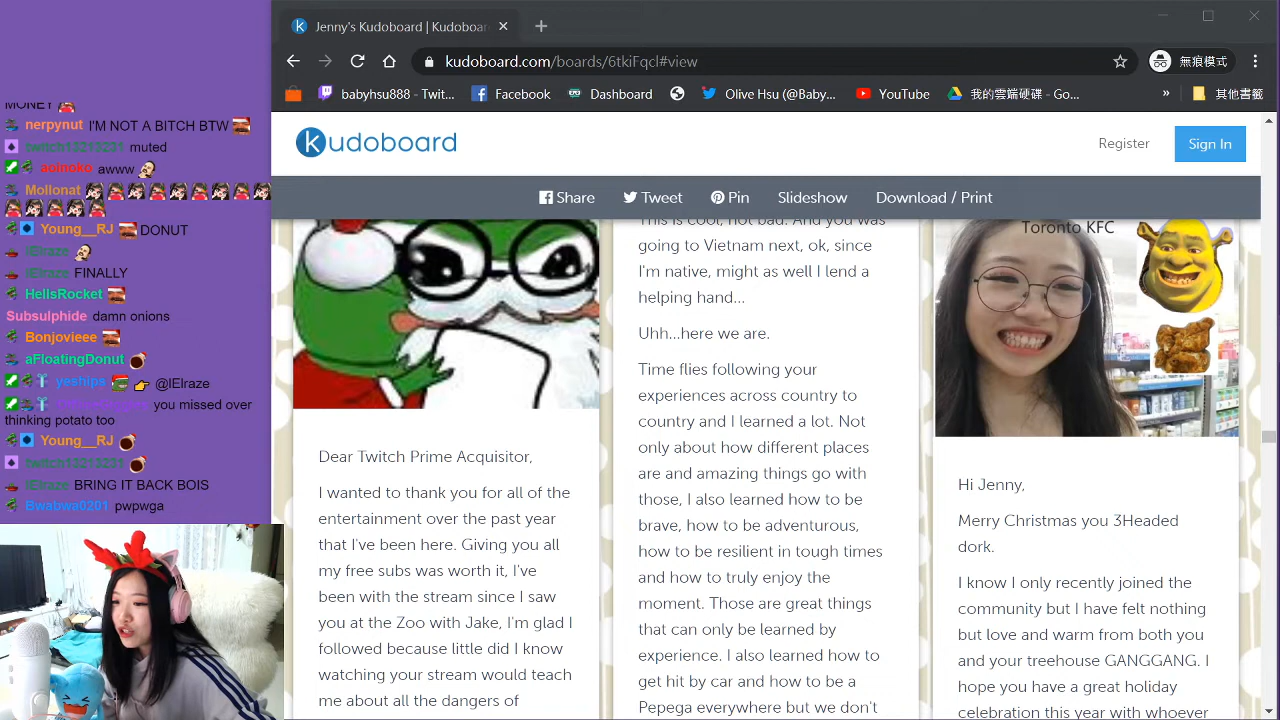 MONEY
nerpynut I'M NOT A BITCH BTW
twitch13213231 muted
aoinoko awww
Mollonat
Young__RJ DONUT
lElraze
lElraze FINALLY
HellsRocket
Subsulphide damn onions
Bonjovieee
aFloatingDonut
yeships @lElraze
you missed over
thinking potato too
Young__RJ
twitch13213231
lElraze BRING IT BACK BOIS
Bwabwa0201 pwpwga
Jenny's Kudoboard | Kudoboar
kudoboard.com/boards/6tkiFqcl#view
無痕模式
babyhsu888 - Twit...
Facebook
Dashboard
Olive Hsu (@Baby...
YouTube
我的雲端硬碟 - Go...
»
其他書籤
kudoboard
Register
Sign In
Share
Tweet
Pin
Slideshow
Download / Print
Dear Twitch Prime Acquisitor,
I wanted to thank you for all of the
entertainment over the past year
that I've been here. Giving you all
my free subs was worth it, I've
been with the stream since I saw
you at the Zoo with Jake, I'm glad I
followed because little did I know
watching your stream would teach
me about all the dangers of
This is cool, not bad. And you was
going to Vietnam next, ok, since
I'm native, might as well I lend a
helping hand...
Uhh...here we are.
Time flies following your
experiences across country to
country and I learned a lot. Not
only about how different places
are and amazing things go with
those, I also learned how to be
brave, how to be adventurous,
how to be resilient in tough times
and how to truly enjoy the
moment. Those are great things
that can only be learned by
experience. I also learned how to
get hit by car and how to be a
Pepega everywhere but we don't
Toronto KFC
Hi Jenny,
Merry Christmas you 3Headed
dork.
I know I only recently joined the
community but I have felt nothing
but love and warm from both you
and your treehouse GANGGANG. I
hope you have a great holiday
celebration this year with whoever